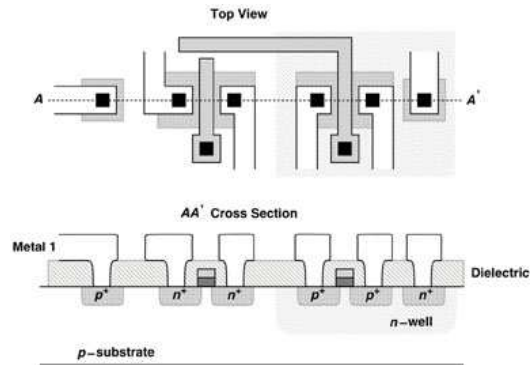 Top View
A A'
AA' Cross Section
Metal 1
Dielectric
p+ n+ n+ p+ p+ n+
n-well
p-substrate